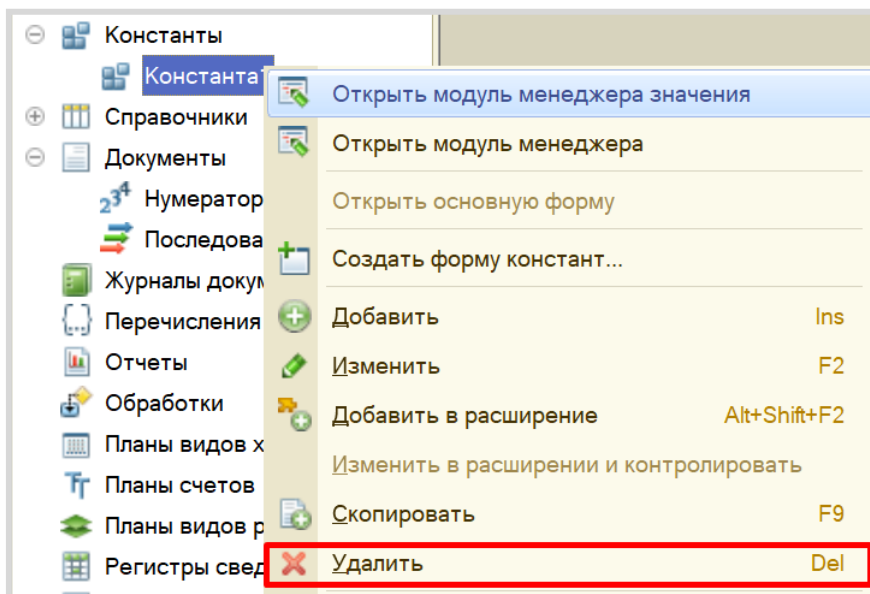 Константы
Константа1
Справочники
Документы
Нумератор
Последова
Журналы докум
Перечисления
Отчеты
Обработки
Планы видов х
Планы счетов
Планы видов р
Регистры свед
Открыть модуль менеджера значения
Открыть модуль менеджера
Открыть основную форму
Создать форму констант...
Добавить Ins
Изменить F2
Добавить в расширение Alt+Shift+F2
Изменить в расширении и контролировать
Скопировать F9
Удалить Del